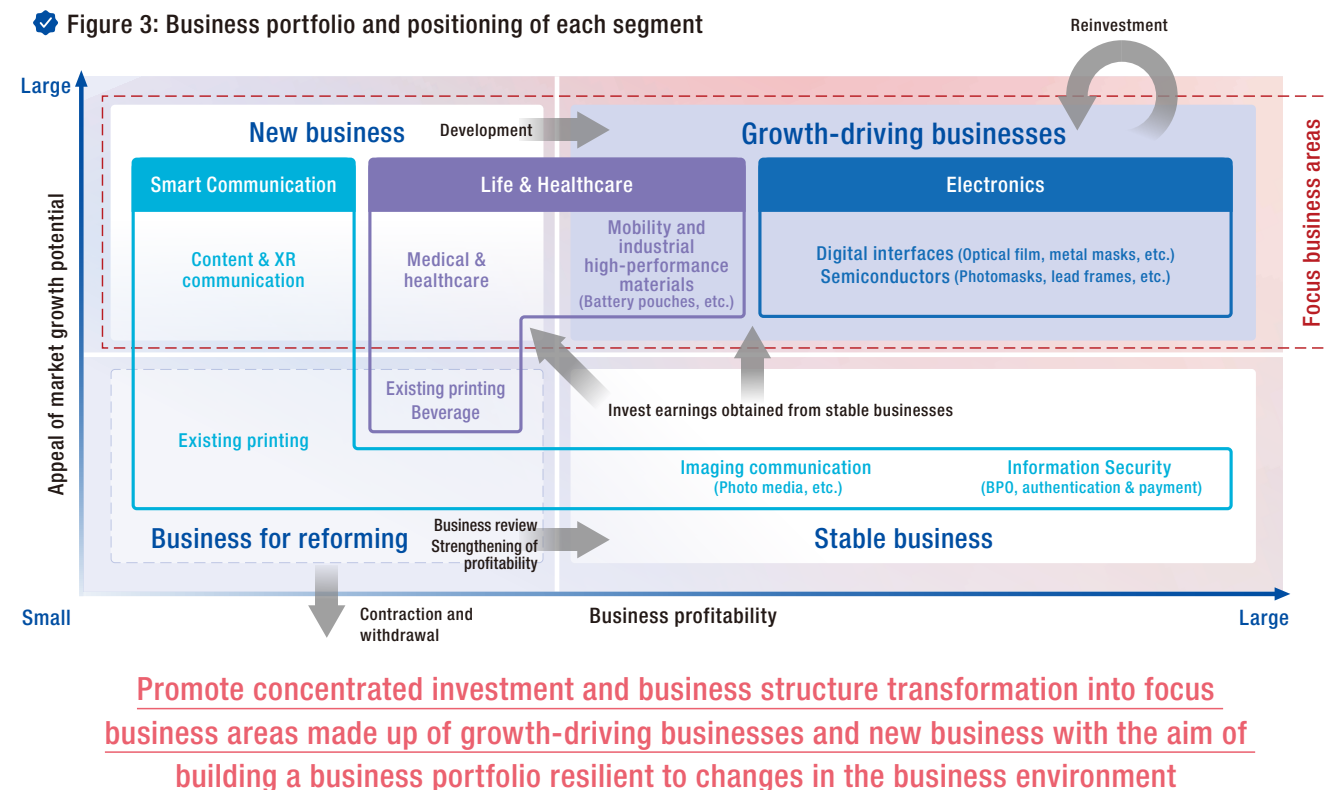 Figure 3: Business portfolio and positioning of each segment
Reinvestment
Large
New business
Development
Growth-driving businesses
Smart Communication
Life & Healthcare
Electronics
Content & XR
communication
Medical &
healthcare
Mobility and
industrial
high-performance
materials
(Battery pouches, etc.)
Digital interfaces (Optical film, metal masks, etc.)
Semiconductors (Photomasks, lead frames, etc.)
Focus business areas
Appeal of market growth potential
Existing printing
Beverage
Invest earnings obtained from stable businesses
Existing printing
Imaging communication
(Photo media, etc.)
Information Security
(BPO, authentication & payment)
Business for reforming
Business review
Strengthening of
profitability
Stable business
Small
Contraction and
withdrawal
Business profitability
Large
Promote concentrated investment and business structure transformation into focus
business areas made up of growth-driving businesses and new business with the aim of
building a business portfolio resilient to changes in the business environment